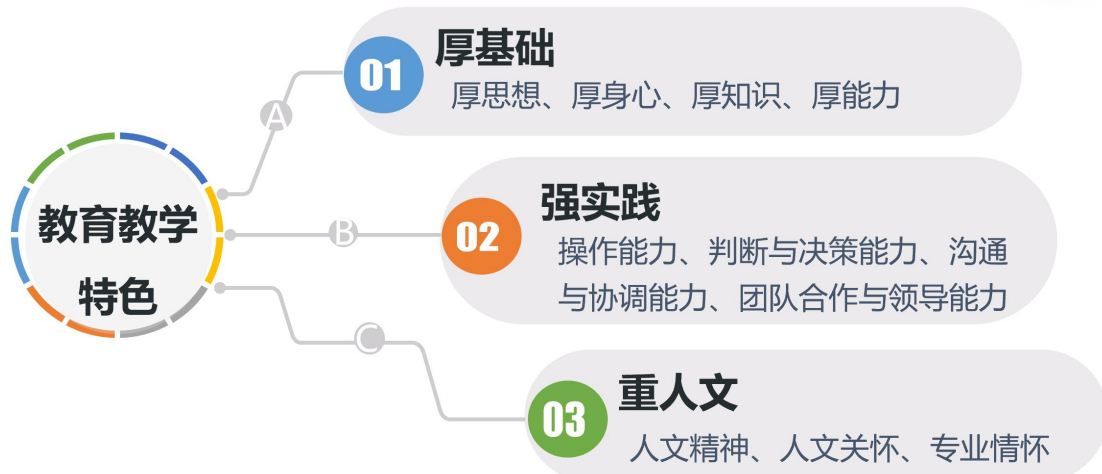 教育教学
特色
A
01
厚基础
厚思想、厚身心、厚知识、厚能力
B
02
强实践
操作能力、判断与决策能力、沟通
与协调能力、团队合作与领导能力
C
03
重人文
人文精神、人文关怀、专业情怀